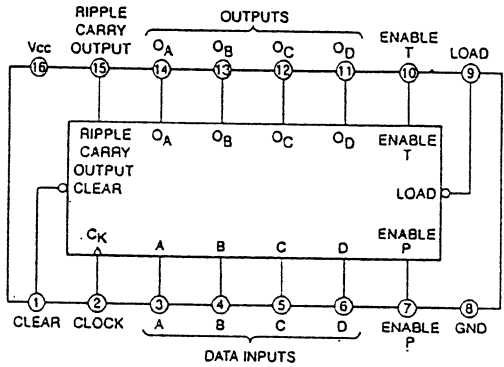 RIPPLE CARRY OUTPUT
OUTPUTS
Vcc
OA
OB
OC
OD
ENABLE T
LOAD
16
15
14
13
12
11
10
9
RIPPLE CARRY OUTPUT
OA
OB
OC
OD
ENABLE T
CLEAR
LOAD
CK
A
B
C
D
ENABLE P
1
2
3
4
5
6
7
8
CLEAR
CLOCK
A
B
C
D
ENABLE P
GND
DATA INPUTS